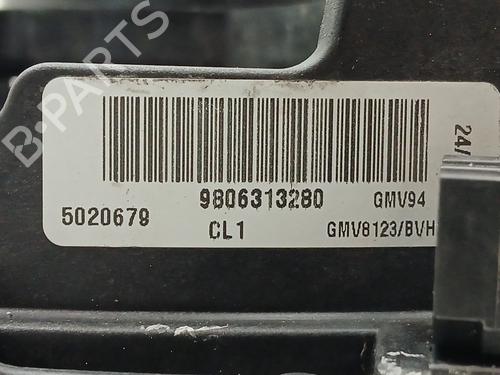 B-PARTS
24/
9806313280 GMV94
5020679 CL1 GMV8123/BVH